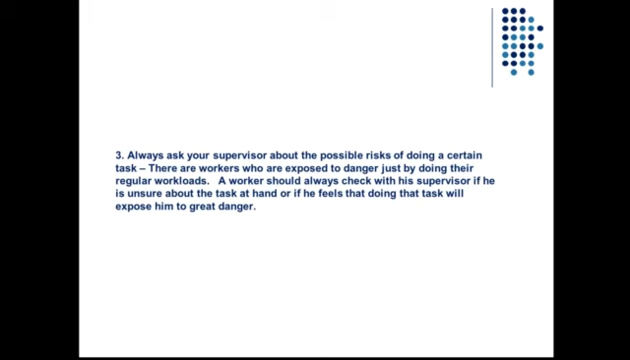 3. Always ask your supervisor about the possible risks of doing a certain
task – There are workers who are exposed to danger just by doing their
regular workloads.   A worker should always check with his supervisor if he
is unsure about the task at hand or if he feels that doing that task will
expose him to great danger.